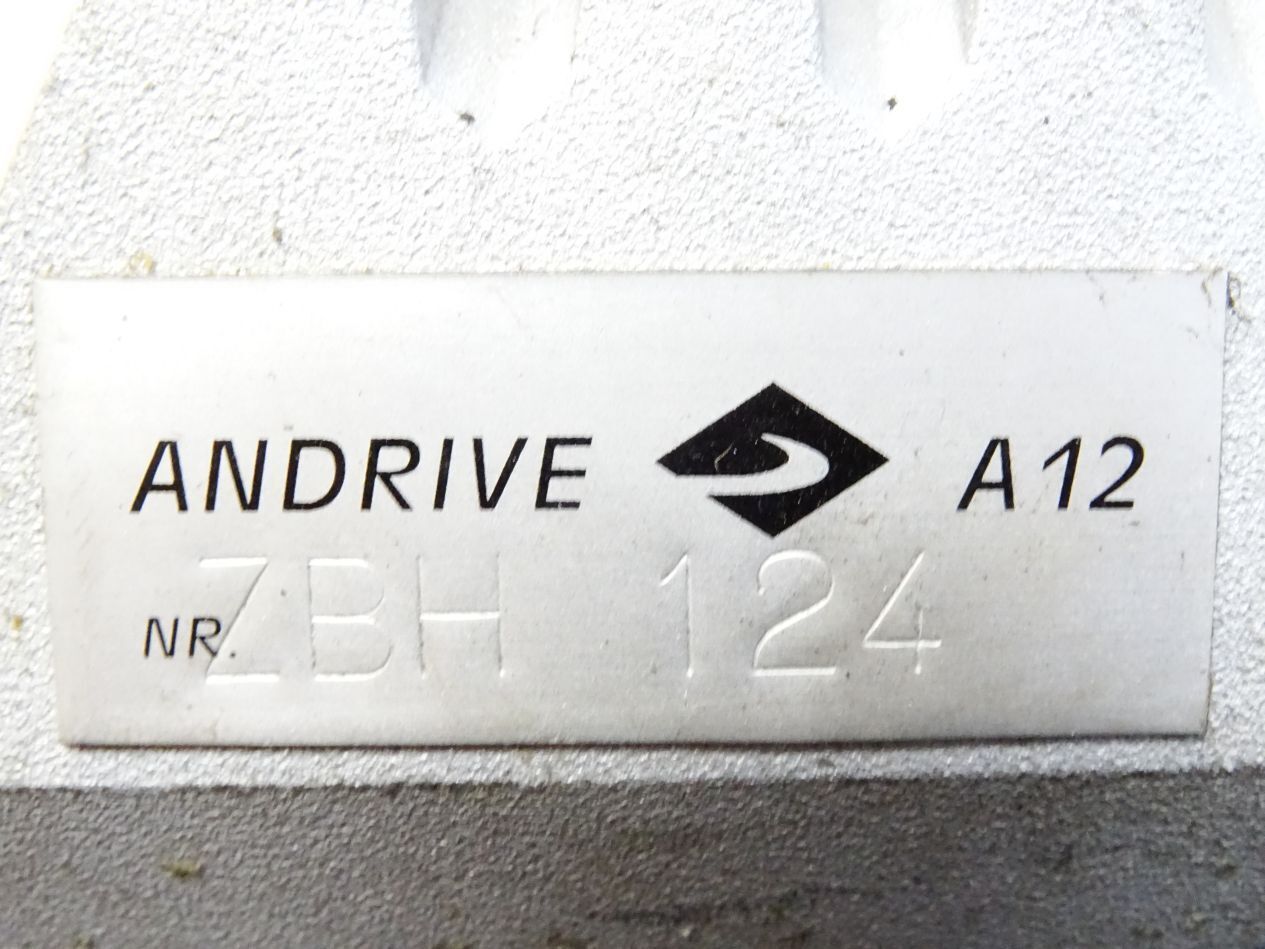 ANDRIVE A12
NR. ZBH 124